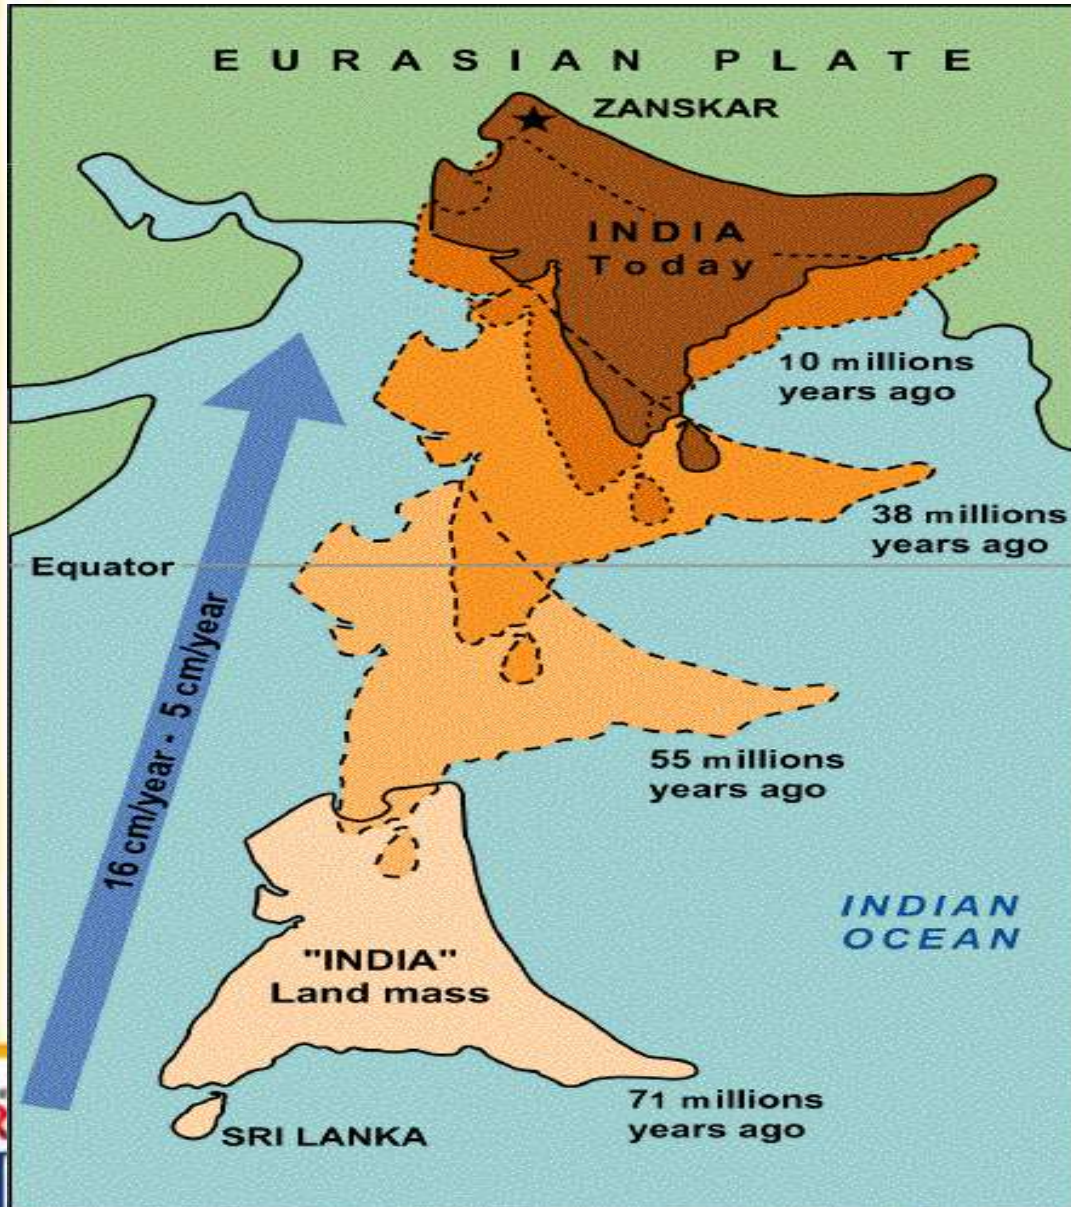 EURASIAN PLATE
ZANSKAR
INDIA
Today
10 millions
years ago
38 millions
years ago
Equator
16 cm/year - 5 cm/year
55 millions
years ago
INDIAN
OCEAN
"INDIA"
Land mass
71 millions
years ago
SRI LANKA